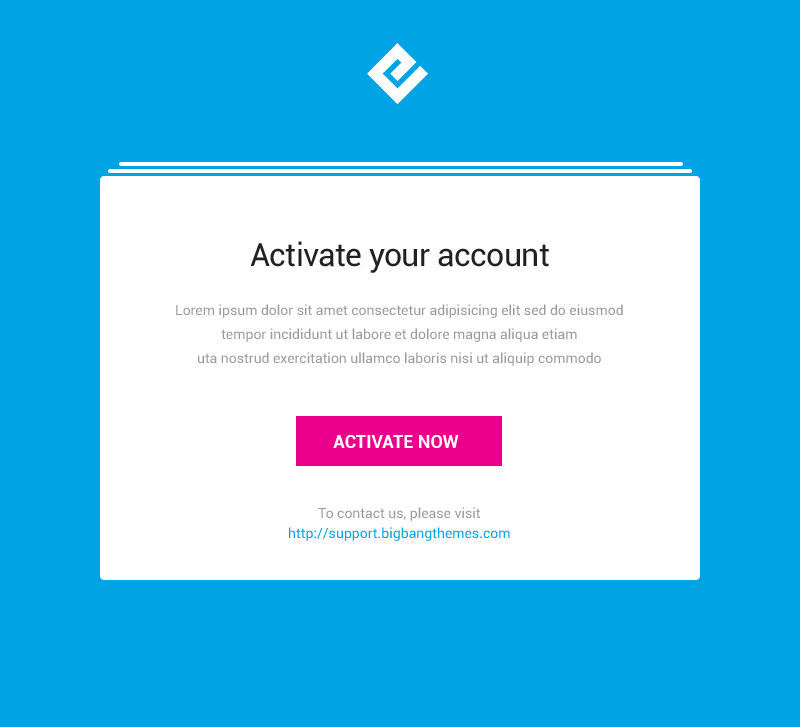 Activate your account
Lorem ipsum dolor sit amet consectetur adipisicing elit sed do eiusmod
tempor incididunt ut labore et dolore magna aliqua etiam
uta nostrud exercitation ullamco laboris nisi ut aliquip commodo
ACTIVATE NOW
To contact us, please visit
http://support.bigbangthemes.com